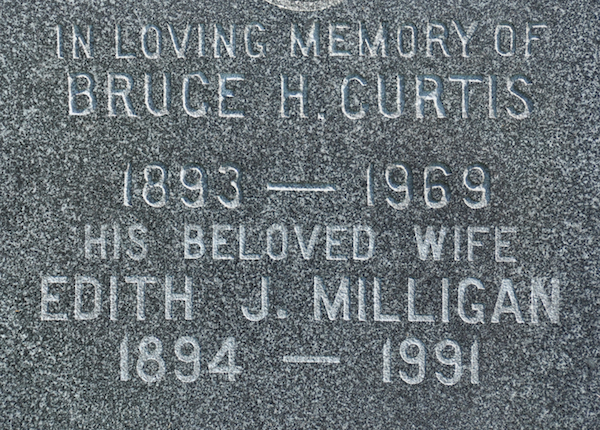 IN LOVING MEMORY OF
BRUCE H. CURTIS
1893 — 1969
HIS BELOVED WIFE
EDITH J. MILLIGAN
1894 — 1991